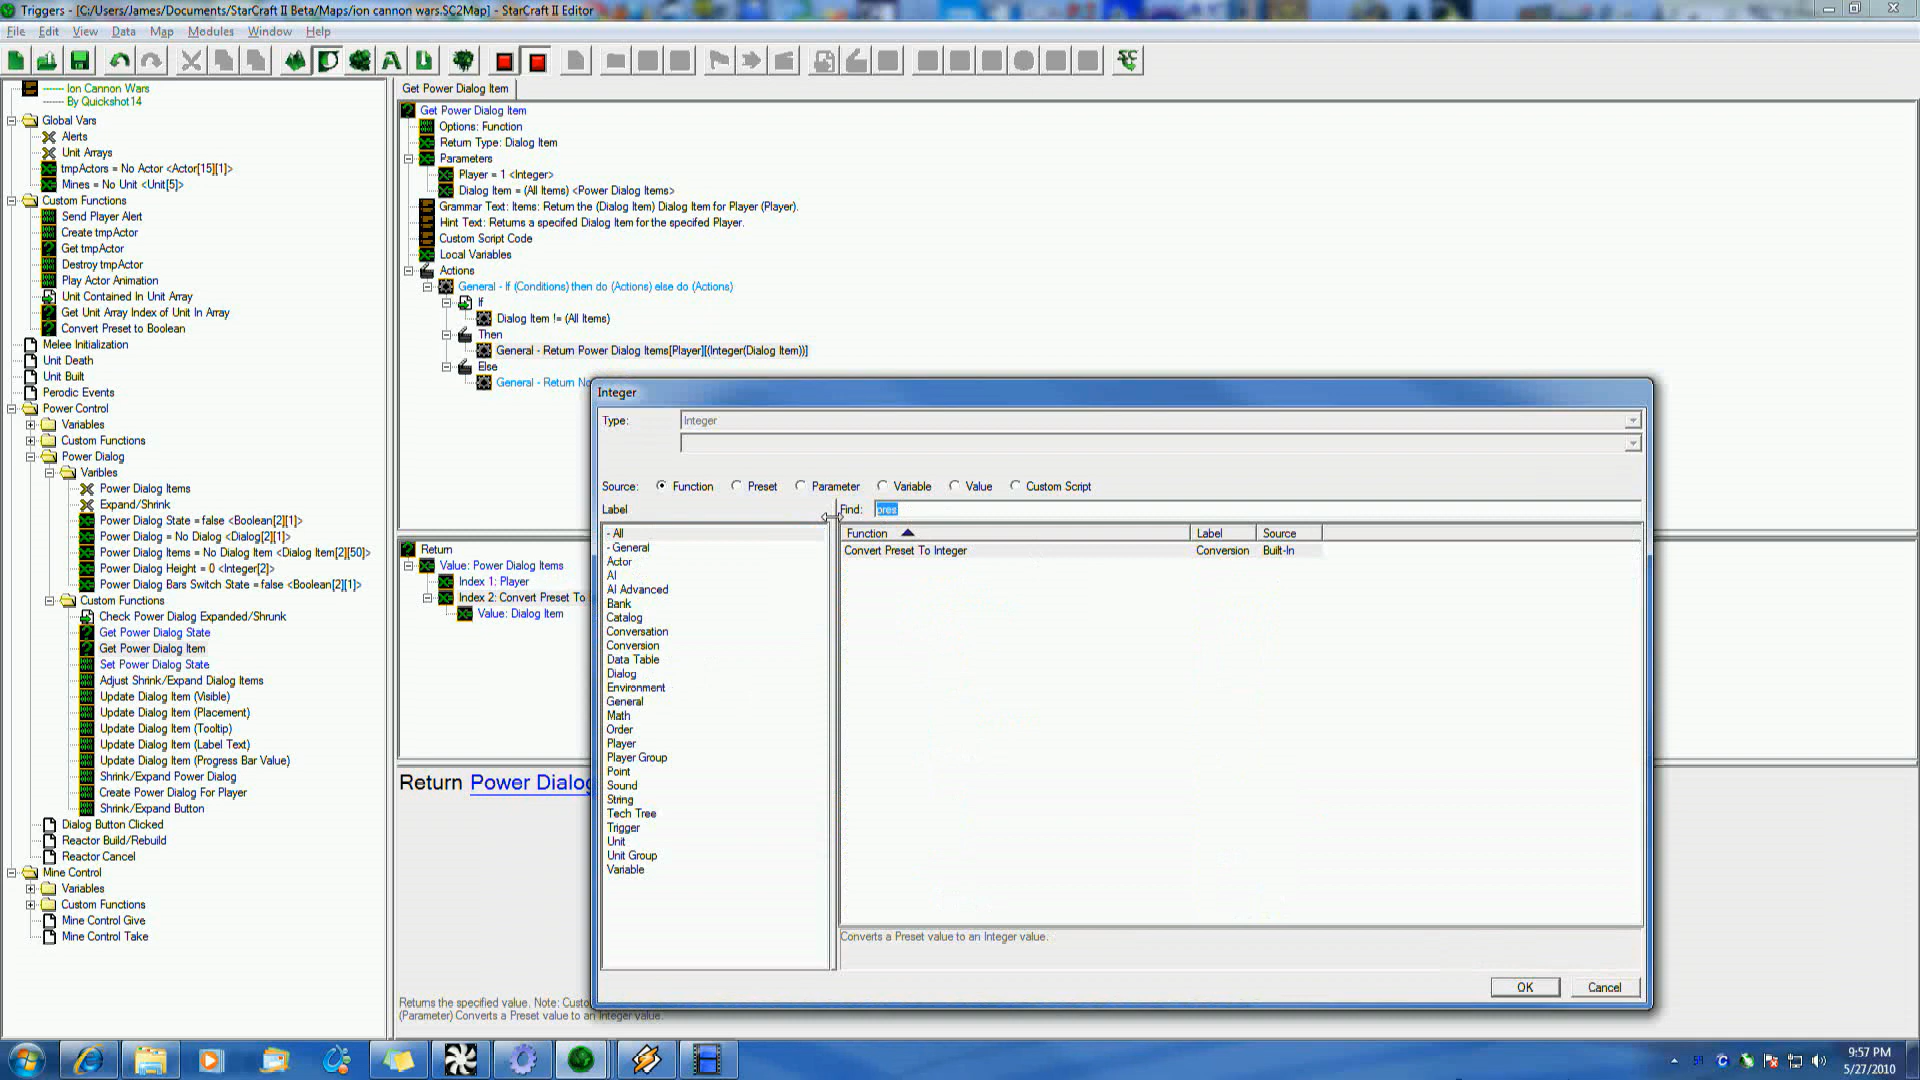 Triggers - [C:/Users/James/Documents/StarCraft II Beta/Maps/ion cannon wars.SC2Map] - StarCraft II Editor
File Edit View Data Map Modules Window Help
------ Ion Cannon Wars
------ By Quickshot14
Global Vars
Alerts
Unit Arrays
tmpActors = No Actor <Actor[15][1]>
Mines = No Unit <Unit[5]>
Custom Functions
Send Player Alert
Create tmpActor
Get tmpActor
Destroy tmpActor
Play Actor Animation
Unit Contained In Unit Array
Get Unit Array Index of Unit In Array
Convert Preset to Boolean
Melee Initialization
Unit Death
Unit Built
Perodic Events
Power Control
Variables
Custom Functions
Power Dialog
Varibles
Power Dialog Items
Expand/Shrink
Power Dialog State = false <Boolean[2][1]>
Power Dialog = No Dialog <Dialog[2][1]>
Power Dialog Items = No Dialog Item <Dialog Item[2][50]>
Power Dialog Height = 0 <Integer[2]>
Power Dialog Bars Switch State = false <Boolean[2][1]>
Custom Functions
Check Power Dialog Expanded/Shrunk
Get Power Dialog State
Get Power Dialog Item
Set Power Dialog State
Adjust Shrink/Expand Dialog Items
Update Dialog Item (Visible)
Update Dialog Item (Placement)
Update Dialog Item (Tooltip)
Update Dialog Item (Label Text)
Update Dialog Item (Progress Bar Value)
Shrink/Expand Power Dialog
Create Power Dialog For Player
Shrink/Expand Button
Dialog Button Clicked
Reactor Build/Rebuild
Reactor Cancel
Mine Control
Variables
Custom Functions
Mine Control Give
Mine Control Take
Get Power Dialog Item
Get Power Dialog Item
Options: Function
Return Type: Dialog Item
Parameters
Player = 1 <Integer>
Dialog Item = (All Items) <Power Dialog Items>
Grammar Text: Items: Return the (Dialog Item) Dialog Item for Player (Player).
Hint Text: Returns a specifed Dialog Item for the specifed Player.
Custom Script Code
Local Variables
Actions
General - If (Conditions) then do (Actions) else do (Actions)
If
Dialog Item != (All Items)
Then
General - Return Power Dialog Items[Player][(Integer(Dialog Item))]
Else
General - Return No
Return
Value: Power Dialog Items
Index 1: Player
Index 2: Convert Preset To
Value: Dialog Item
Return Power Dialog
Returns the specified value. Note: Custo
(Parameter) Converts a Preset value to an Integer value.
Integer
Type: Integer
Source: Function Preset Parameter Variable Value Custom Script
Label
Find: pres
- All
- General
Actor
AI
AI Advanced
Bank
Catalog
Conversation
Conversion
Data Table
Dialog
Environment
General
Math
Order
Player
Player Group
Point
Sound
String
Tech Tree
Trigger
Unit
Unit Group
Variable
Function Label Source
Convert Preset To Integer Conversion Built-In
Converts a Preset value to an Integer value.
OK Cancel
9:57 PM
5/27/2010